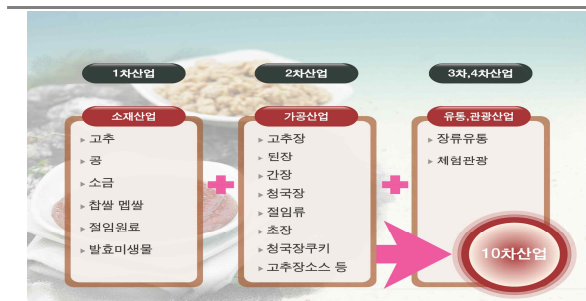 1차산업
소재산업
고추
콩
소금
찹쌀 멥쌀
절임원료
발효미생물
2차산업
가공산업
고추장
된장
간장
청국장
절임류
초장
청국장쿠키
고추장소스 등
3차,4차산업
유통,관광산업
장류유통
체험관광
10차산업